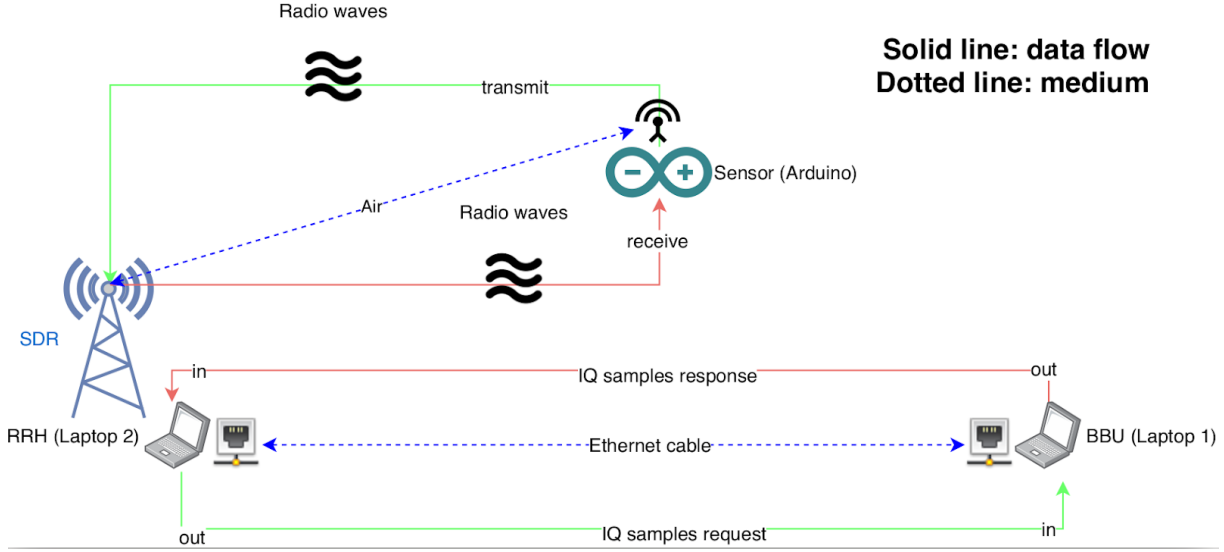 Radio waves
Solid line: data flow
Dotted line: medium
transmit
Sensor (Arduino)
Air
Radio waves
receive
SDR
in
IQ samples response
out
RRH (Laptop 2)
Ethernet cable
BBU (Laptop 1)
out
IQ samples request
in